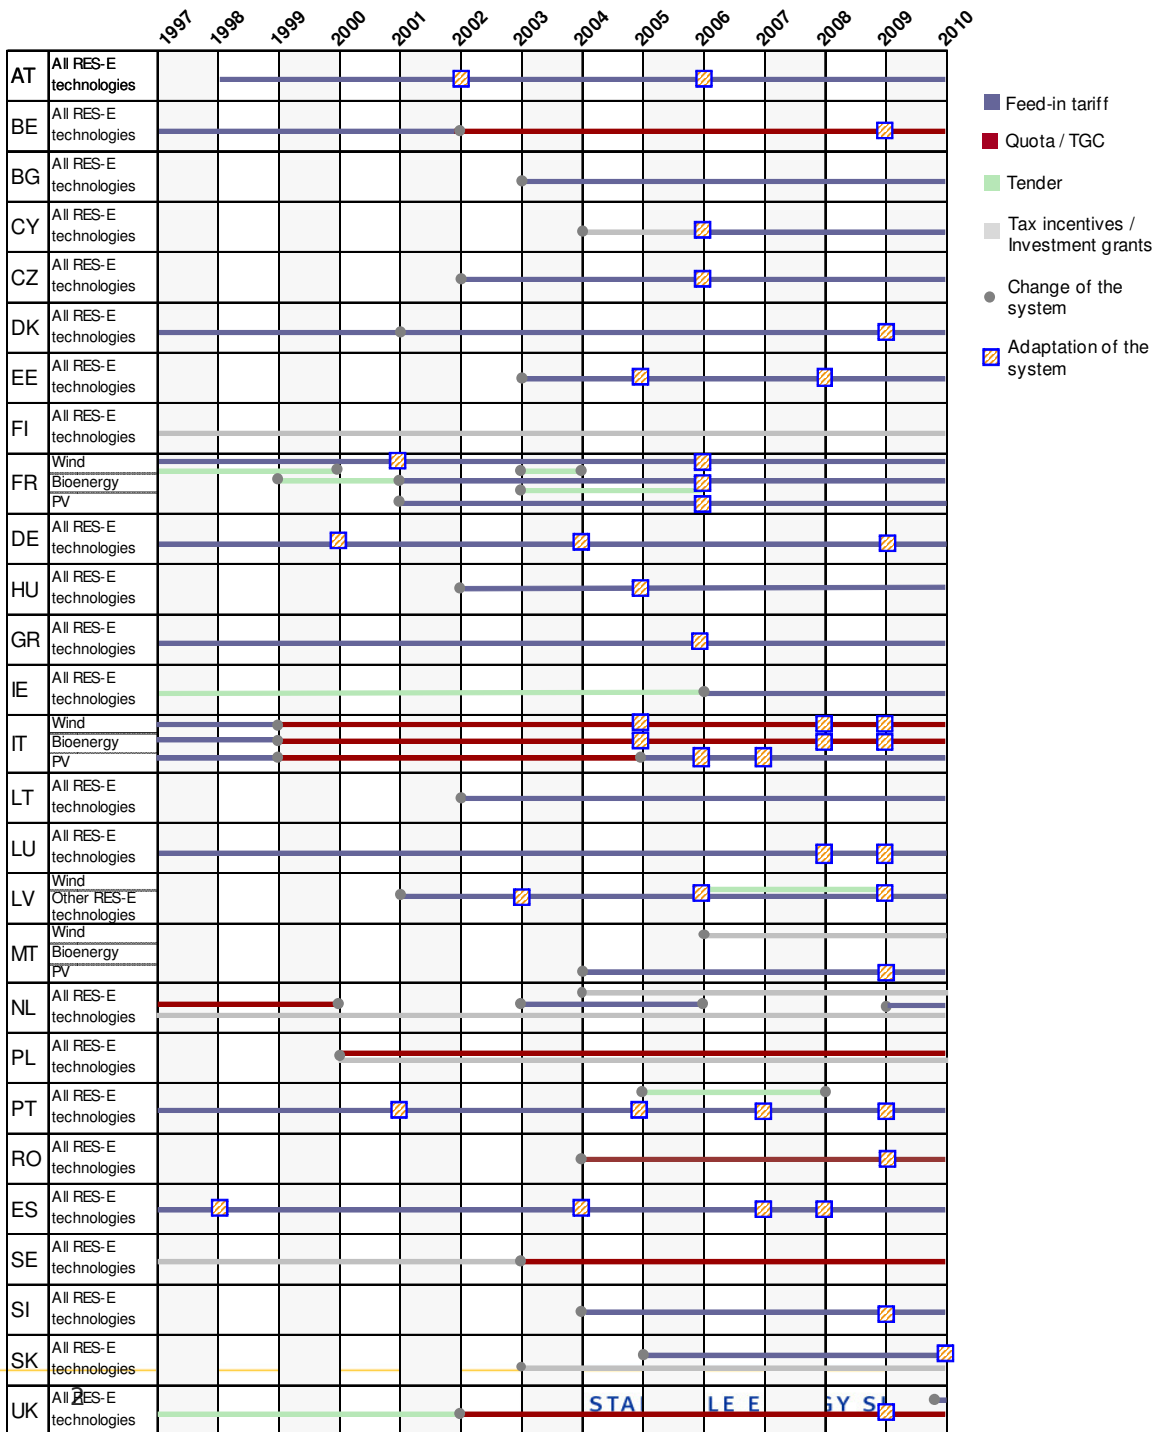 1997 1998 1999 2000 2001 2002 2003 2004 2005 2006 2007 2008 2009 2010
AT All RES-E
technologies
BE All RES-E
technologies
BG All RES-E
technologies
CY All RES-E
technologies
CZ All RES-E
technologies
DK All RES-E
technologies
EE All RES-E
technologies
FI All RES-E
technologies
FR Wind
Bioenergy
PV
DE All RES-E
technologies
HU All RES-E
technologies
GR All RES-E
technologies
IE All RES-E
technologies
IT Wind
Bioenergy
PV
LT All RES-E
technologies
LU All RES-E
technologies
LV Wind
Other RES-E
technologies
MT Wind
Bioenergy
PV
NL All RES-E
technologies
PL All RES-E
technologies
PT All RES-E
technologies
RO All RES-E
technologies
ES All RES-E
technologies
SE All RES-E
technologies
SI All RES-E
technologies
SK All RES-E
technologies
UK All RES-E
technologies
2
Feed-in tariff
Quota / TGC
Tender
Tax incentives /
Investment grants
Change of the
system
Adaptation of the
system